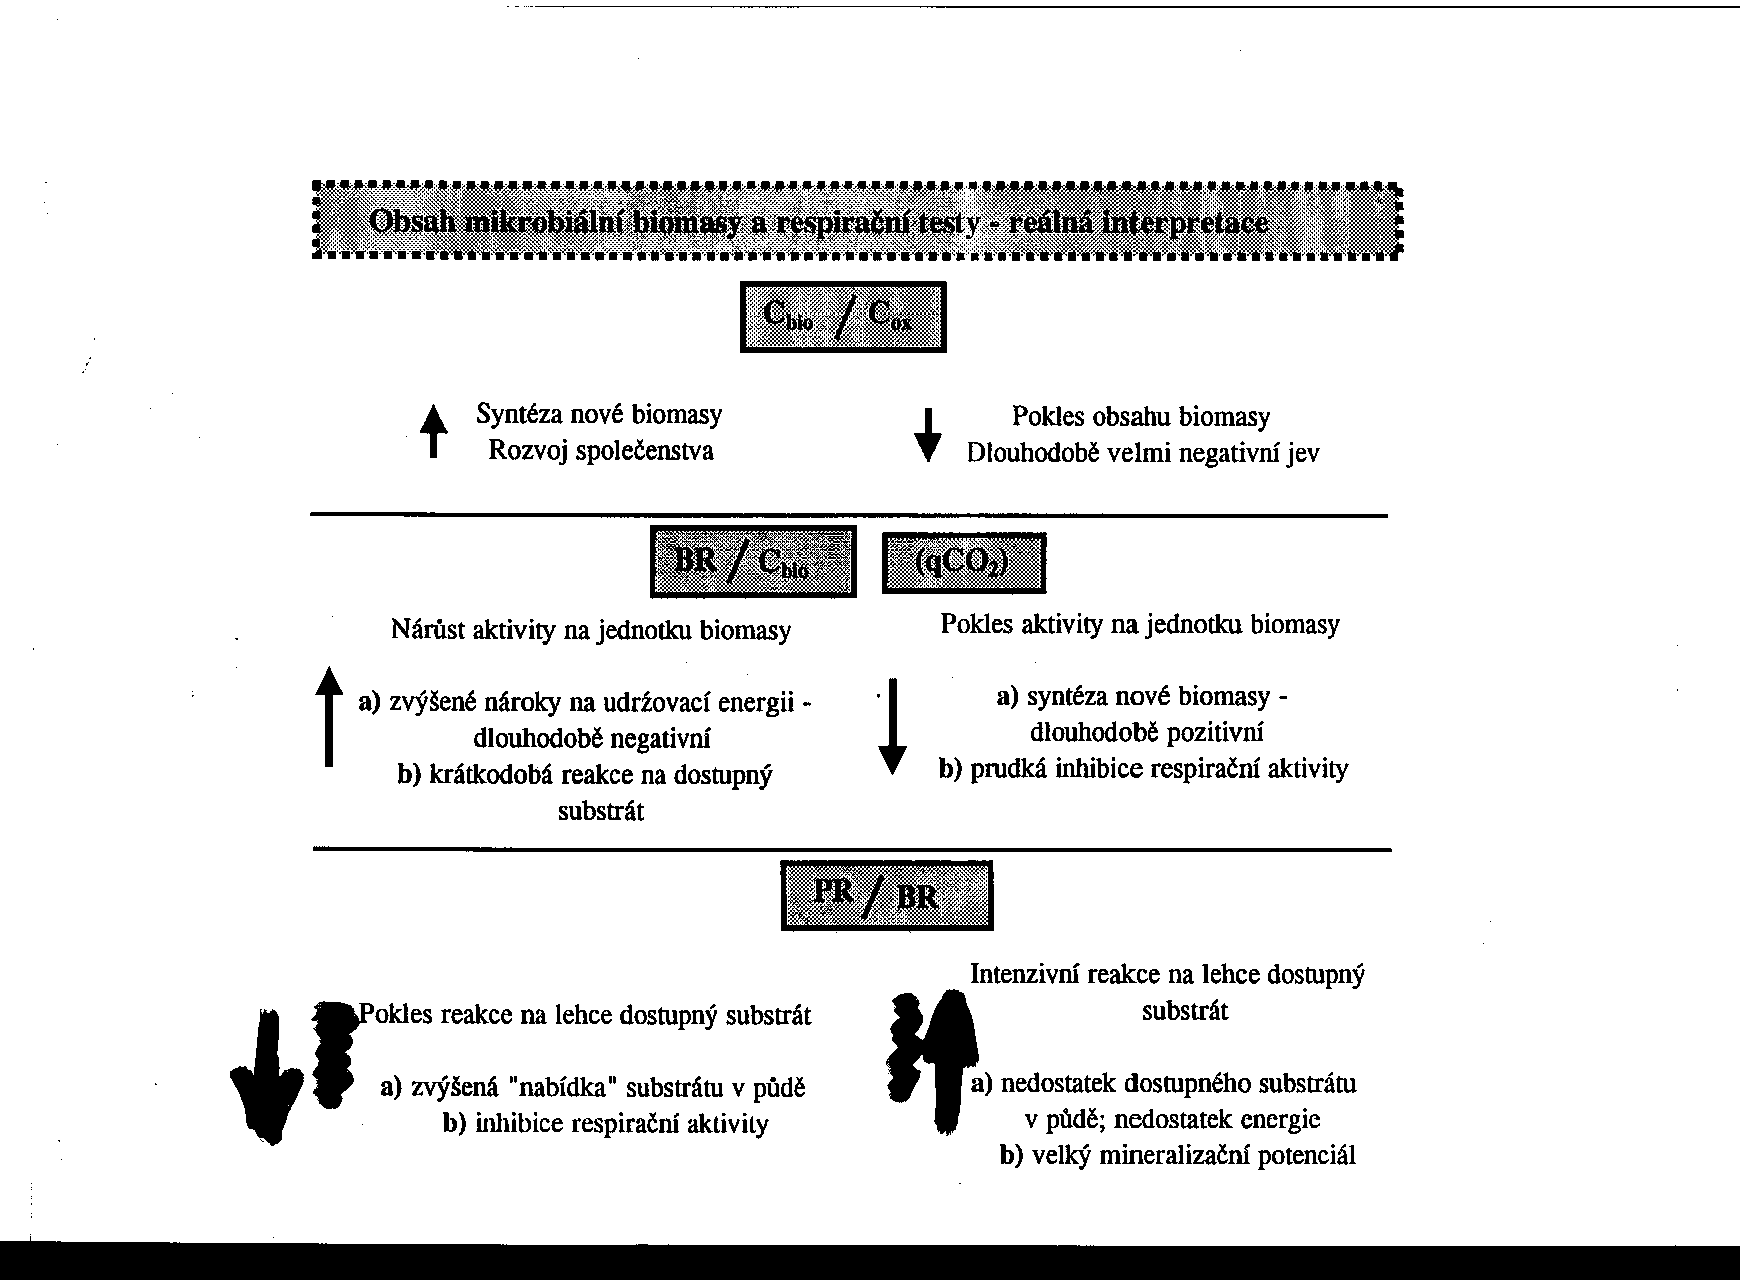 Obsah mikrobiální biomasy a respirační testy - reálná interpretace
Cbio / Cox
Syntéza nové biomasy
Rozvoj společenstva
Pokles obsahu biomasy
Dlouhodobě velmi negativní jev
BR / Cbio
(qCO2)
Nárůst aktivity na jednotku biomasy
a) zvýšené nároky na udržovací energii -
dlouhodobě negativní
b) krátkodobá reakce na dostupný
substrát
Pokles aktivity na jednotku biomasy
a) syntéza nové biomasy -
dlouhodobě pozitivní
b) prudká inhibice respirační aktivity
PR / BR
Pokles reakce na lehce dostupný substrát
a) zvýšená "nabídka" substrátu v půdě
b) inhibice respirační aktivity
Intenzivní reakce na lehce dostupný
substrát
a) nedostatek dostupného substrátu
v půdě; nedostatek energie
b) velký mineralizační potenciál